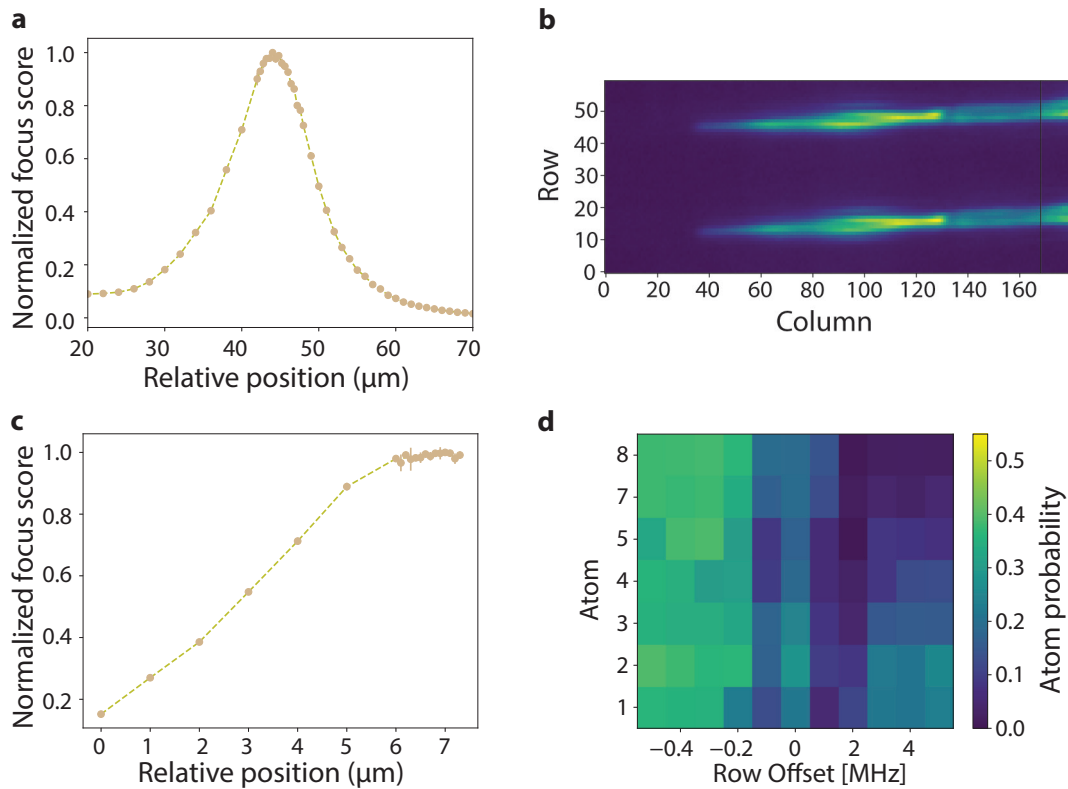 a
Normalized focus score
1.0
0.8
0.6
0.4
0.2
0.0
20 30 40 50 60 70
Relative position (µm)
b
Row
50
40
30
20
10
0
0 20 40 60 80 100 120 140 160
Column
c
Normalized focus score
1.0
0.8
0.6
0.4
0.2
0 1 2 3 4 5 6 7
Relative position (µm)
d
Atom
8
7
5
4
3
2
1
−0.4 −0.2 0 2 4
Row Offset [MHz]
0.5
0.4
0.3
0.2
0.1
0.0
Atom probability